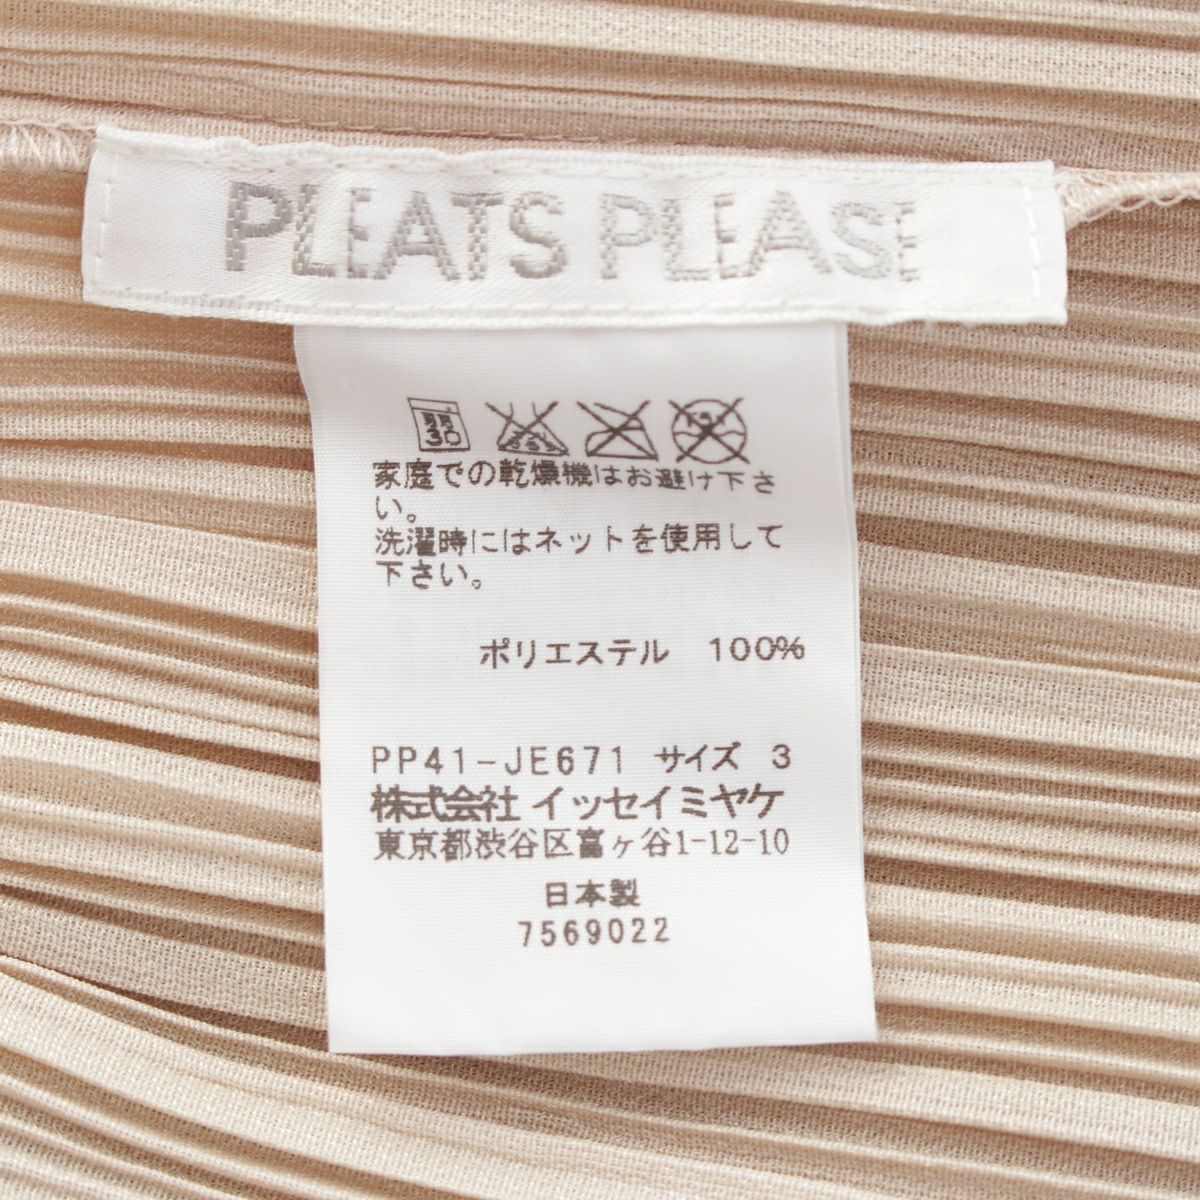 PLEATS PLEASE
家庭での乾燥機はお避け下さ
い。
洗濯時にはネットを使用して
下さい。
ポリエステル 100%
PP41-JE671 サイズ 3
株式会社 イッセイミヤケ
東京都渋谷区富ヶ谷1-12-10
日本製
7569022